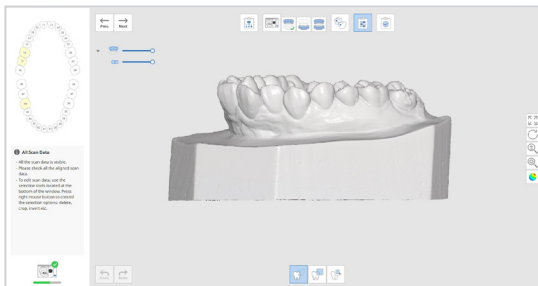 Prev
Next
All Scan Data
- All the scan data is visible.
- Please check all the aligned scan
data.
- To edit scan data, use the
selection tools located at the
bottom of the window. Press
right mouse button to control
the selection options: delete,
crop, invert etc.